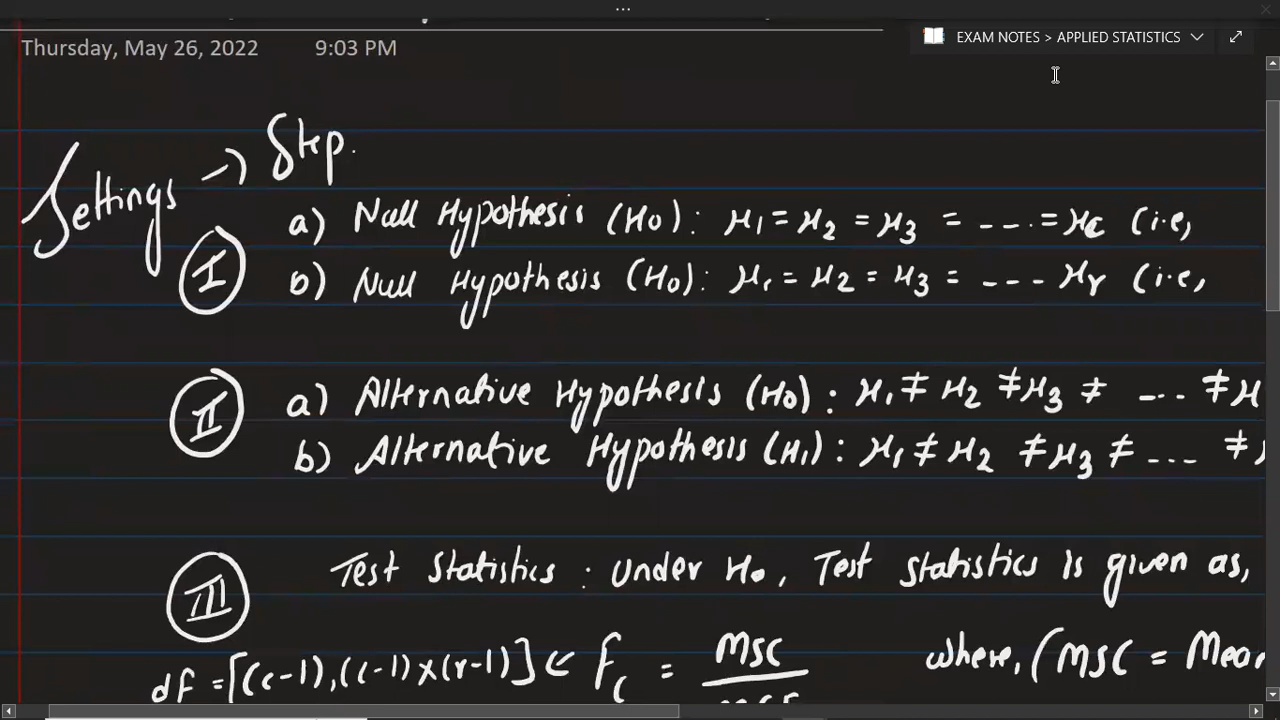 ...
Thursday, May 26, 2022 9:03 PM
EXAM NOTES > APPLIED STATISTICS
Settings → Step.
I
a) Null Hypothesis (H0): μ1 = μ2 = μ3 = ---.= μc (i.e,
b) Null Hypothesis (H0): μ1 = μ2 = μ3 = --- μr (i.e,
II
a) Alternative Hypothesis (H0): μ1 ≠ μ2 ≠ μ3 ≠ -... ≠ μ
b) Alternative Hypothesis (H1): μ1 ≠ μ2 ≠ μ3 ≠ .... ≠
III
Test Statistics: Under H0, Test statistics is given as,
df = [(c-1), (c-1)×(r-1)] ← Fc = MSC where, (MSC = Mean